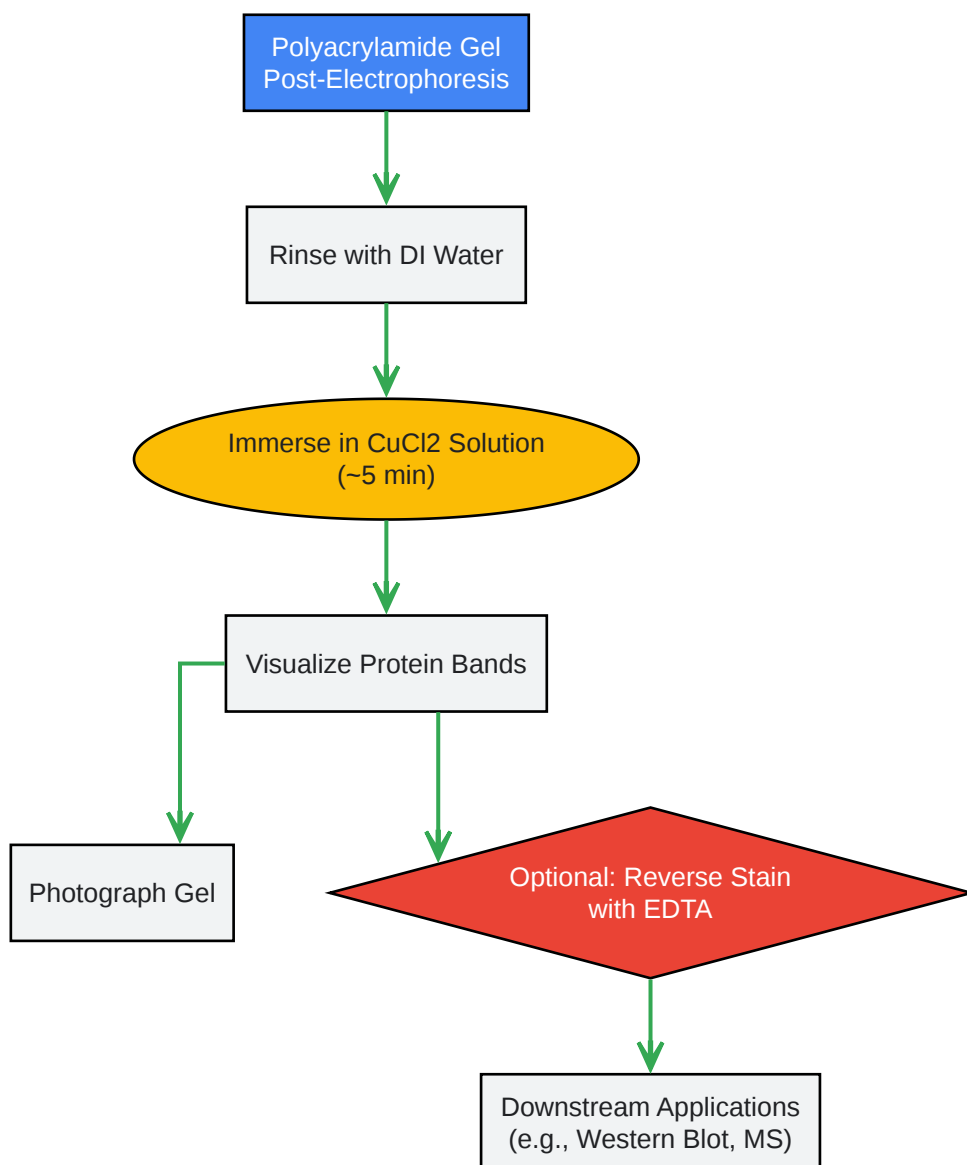 Polyacrylamide Gel
Post-Electrophoresis
Rinse with DI Water
Immerse in CuCl2 Solution
(~5 min)
Visualize Protein Bands
Photograph Gel
Optional: Reverse Stain
with EDTA
Downstream Applications
(e.g., Western Blot, MS)